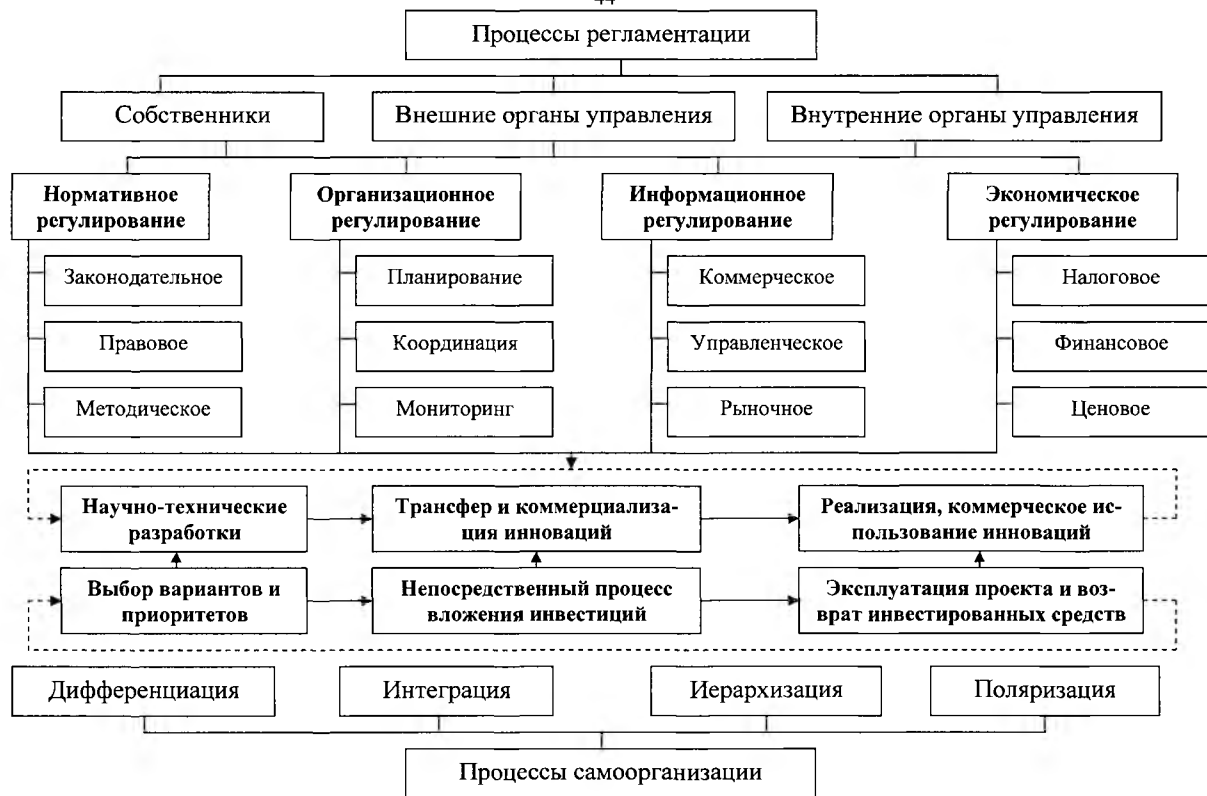 44
Процессы регламентации
Собственники
Внешние органы управления
Внутренние органы управления
Нормативное
регулирование
Организационное
регулирование
Информационное
регулирование
Экономическое
регулирование
Законодательное
Планирование
Коммерческое
Налоговое
Правовое
Координация
Управленческое
Финансовое
Методическое
Мониторинг
Рыночное
Ценовое
Научно-технические
разработки
Трансфер и коммерциализа-
ция инноваций
Реализация, коммерческое ис-
пользование инноваций
Выбор вариантов и
приоритетов
Непосредственный процесс
вложения инвестиций
Эксплуатация проекта и воз-
врат инвестированных средств
Дифференциация
Интеграция
Иерархизация
Поляризация
Процессы самоорганизации